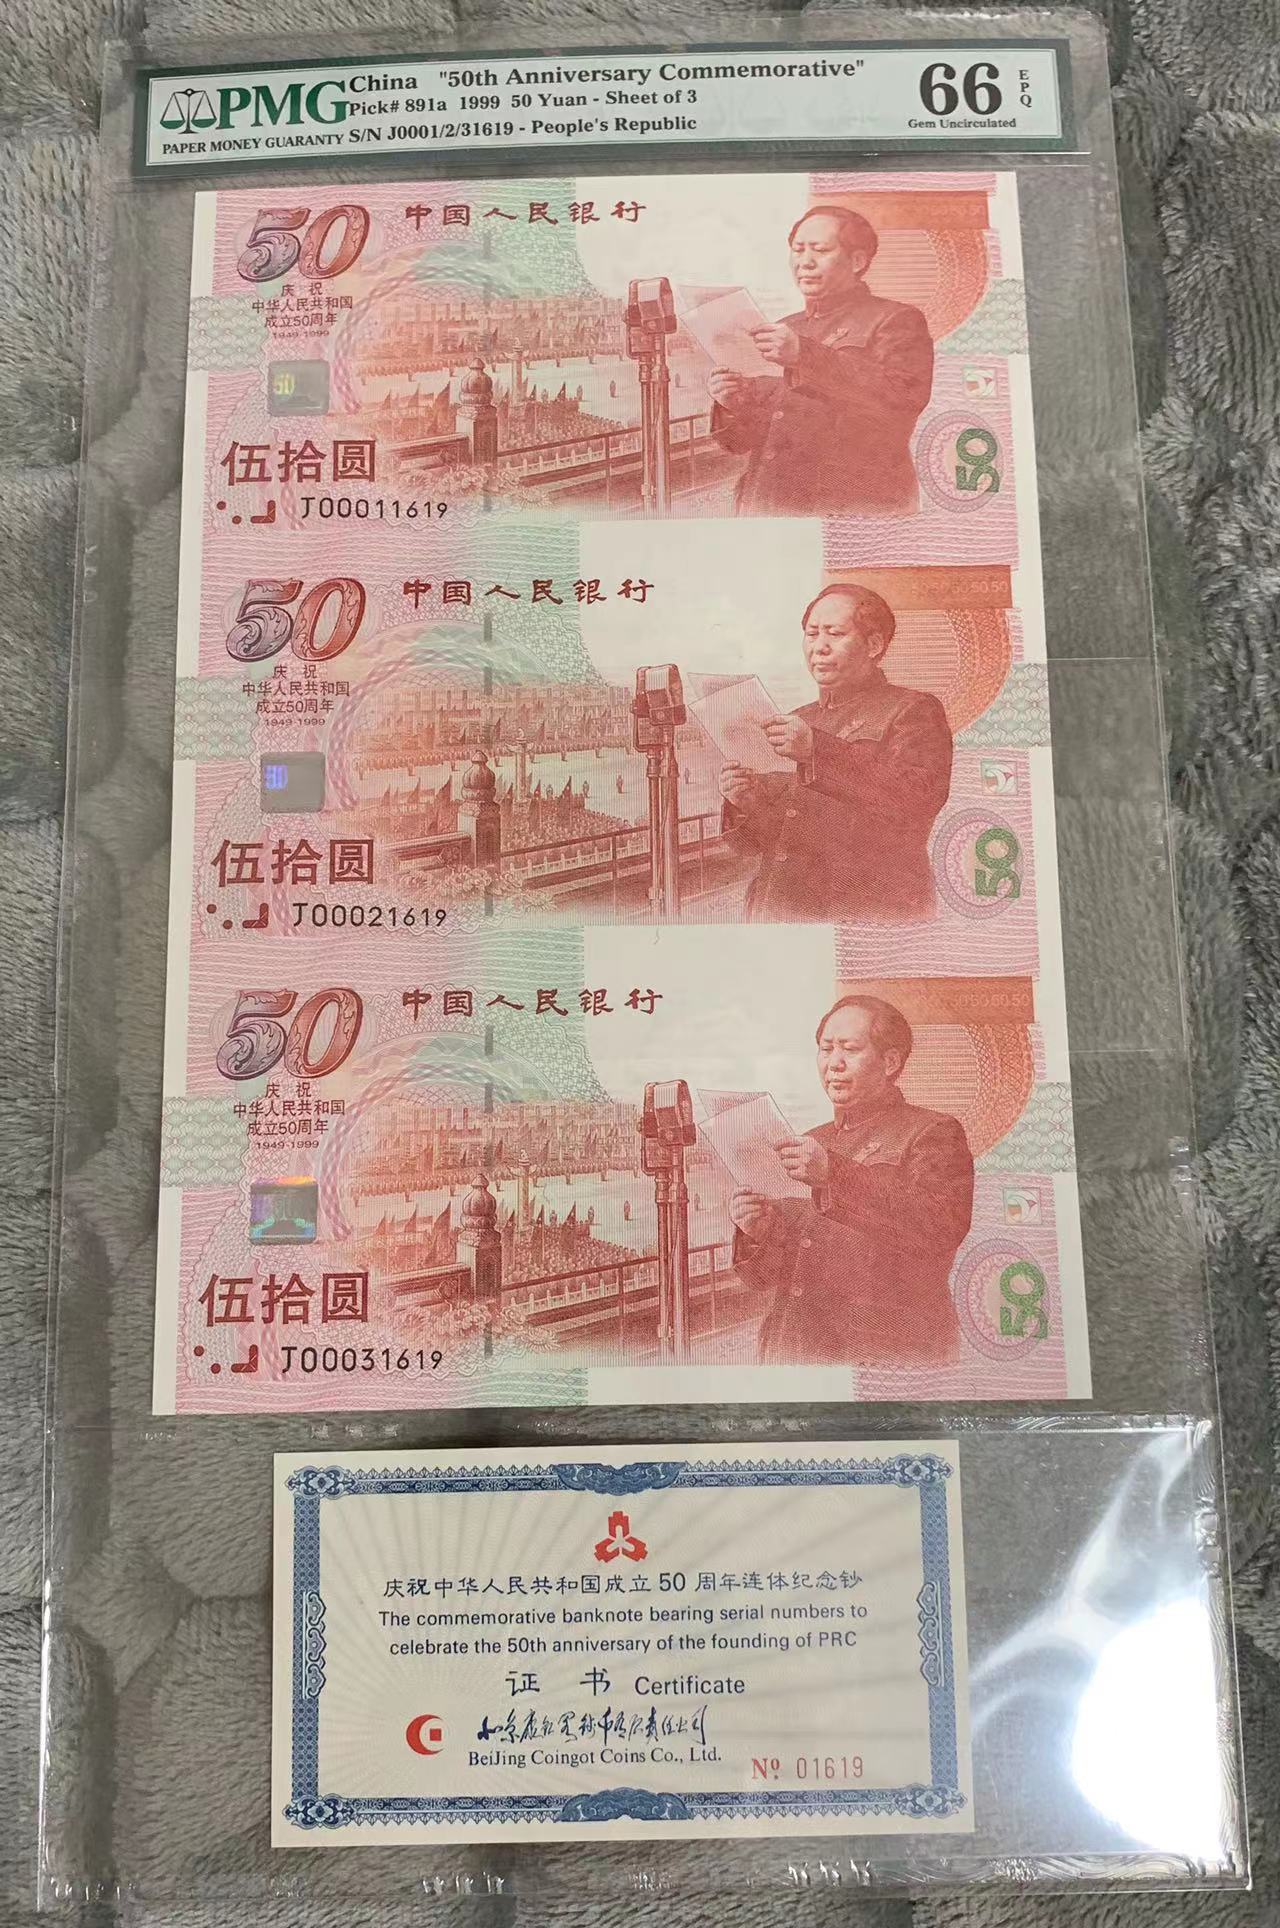 PMG
PAPER MONEY GUARANTY
China "50th Anniversary Commemorative"
Pick# 891a 1999 50 Yuan - Sheet of 3
S/N J0001/2/31619 - People's Republic
66
EPQ
Gem Uncirculated
50
中国人民银行
庆祝
中华人民共和国
成立50周年
1949-1999
50
伍拾圆
J00011619
50
50
中国人民银行
庆祝
中华人民共和国
成立50周年
1949-1999
50
伍拾圆
J00021619
50
50
中国人民银行
庆祝
中华人民共和国
成立50周年
1949-1999
伍拾圆
J00031619
50
庆祝中华人民共和国成立50周年连体纪念钞
The commemorative banknote bearing serial numbers to
celebrate the 50th anniversary of the founding of PRC
证书 Certificate
BeiJing Coingot Coins Co., Ltd.
Nº 01619